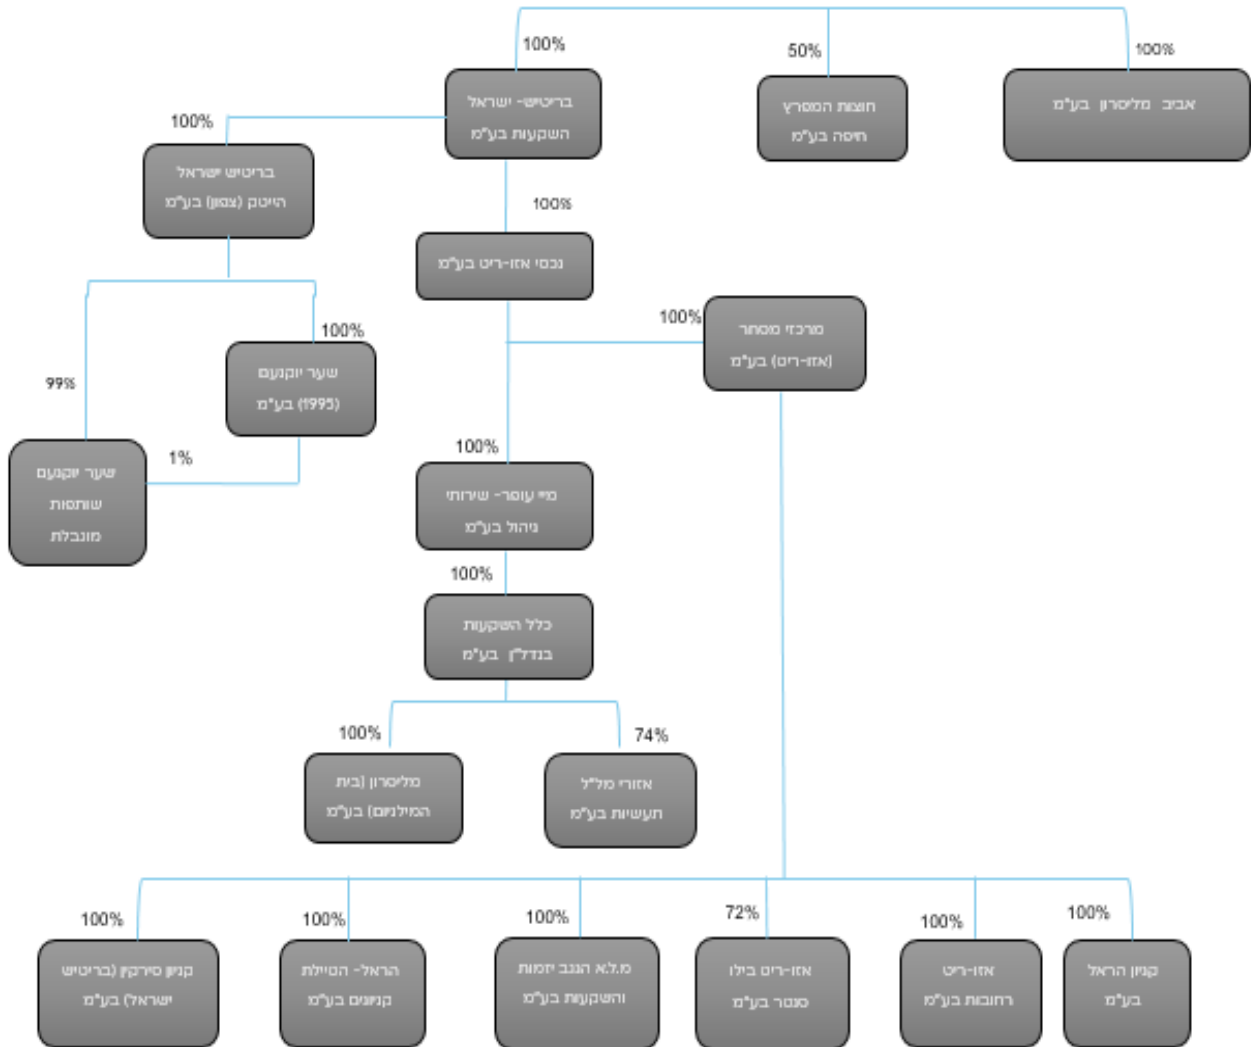 100%
50%
100%
בריטיש- ישראל
השקעות בע"מ
חוצות המפרץ
חיפה בע"מ
אביב מליסרון בע"מ
100%
בריטיש ישראל
הייטק (צפון) בע"מ
100%
נכסי אזו-ריט בע"מ
100%
מרכזי מסחר
(אזו-ריט) בע"מ
100%
שער יוקנעם
(1995) בע"מ
99%
1%
שער יוקנעם
שותפות
מוגבלת
100%
מיי עופר- שירותי
ניהול בע"מ
100%
כלל השקעות
בנדל"ן בע"מ
100%
74%
מליסרון (בית
המילניום) בע"מ
אזורי מל"ל
תעשיות בע"מ
100%
100%
100%
72%
100%
100%
קניון סירקין (בריטיש
ישראל) בע"מ
הראל- הטיילת
קניונים בע"מ
מ.ל.א הנגב יזמות
והשקעות בע"מ
אזו-ריט בילו
סנטר בע"מ
אזו-ריט
רחובות בע"מ
קניון הראל
בע"מ